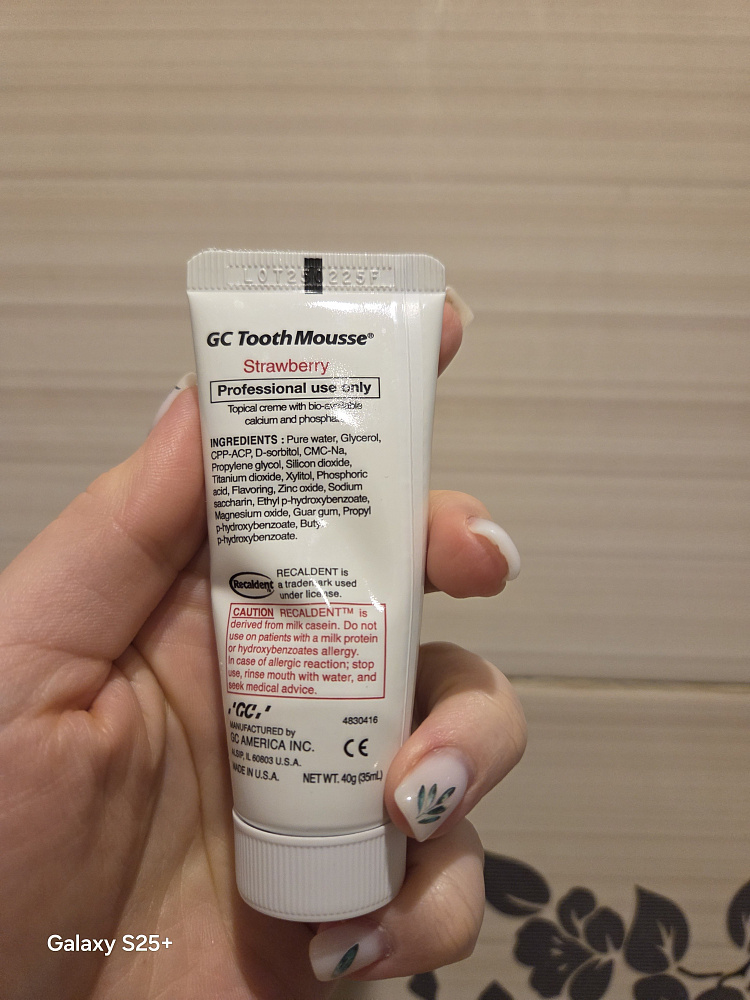 GC Tooth Mousse®
Strawberry
Professional use only
Topical creme with bio-available
calcium and phosphate
INGREDIENTS : Pure water, Glycerol,
CPP-ACP, D-sorbitol, CMC-Na,
Propylene glycol, Silicon dioxide,
Titanium dioxide, Xylitol, Phosphoric
acid, Flavoring, Zinc oxide, Sodium
saccharin, Ethyl p-hydroxybenzoate,
Magnesium oxide, Guar gum, Propyl
p-hydroxybenzoate, Butyl
p-hydroxybenzoate.
Recaldent
RECALDENT is
a trademark used
under license.
CAUTION RECALDENT™ is
derived from milk casein. Do not
use on patients with a milk protein
or hydroxybenzoates allergy.
In case of allergic reaction; stop
use, rinse mouth with water, and
seek medical advice.
'GC,'
MANUFACTURED by
GC AMERICA INC.
ALSIP, IL 60803 U.S.A.
MADE IN U.S.A.
4830416
CE
NET WT. 40g (35mL)
Galaxy S25+